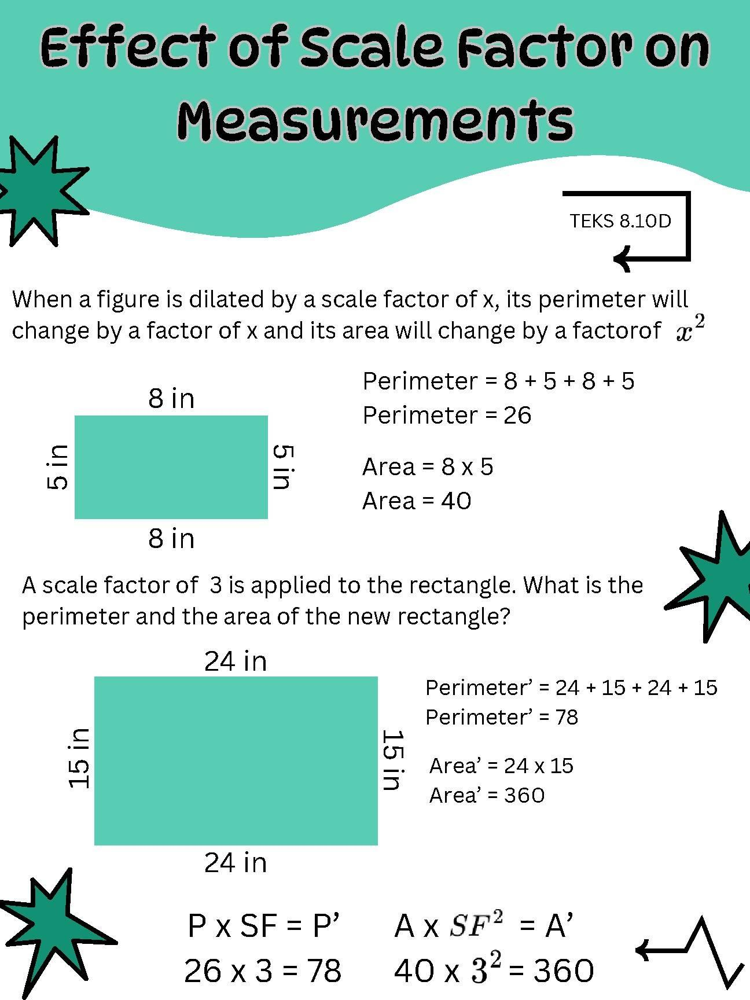 Effect of Scale Factor on
Measurements
TEKS 8.10D
When a figure is dilated by a scale factor of x, its perimeter will
change by a factor of x and its area will change by a factorof x²
8 in
5 in
5 in
8 in
Perimeter = 8 + 5 + 8 + 5
Perimeter = 26
Area = 8 x 5
Area = 40
A scale factor of 3 is applied to the rectangle. What is the
perimeter and the area of the new rectangle?
24 in
15 in
15 in
24 in
Perimeter’ = 24 + 15 + 24 + 15
Perimeter’ = 78
Area’ = 24 x 15
Area’ = 360
P x SF = P’
26 x 3 = 78
A x SF² = A’
40 x 3² = 360